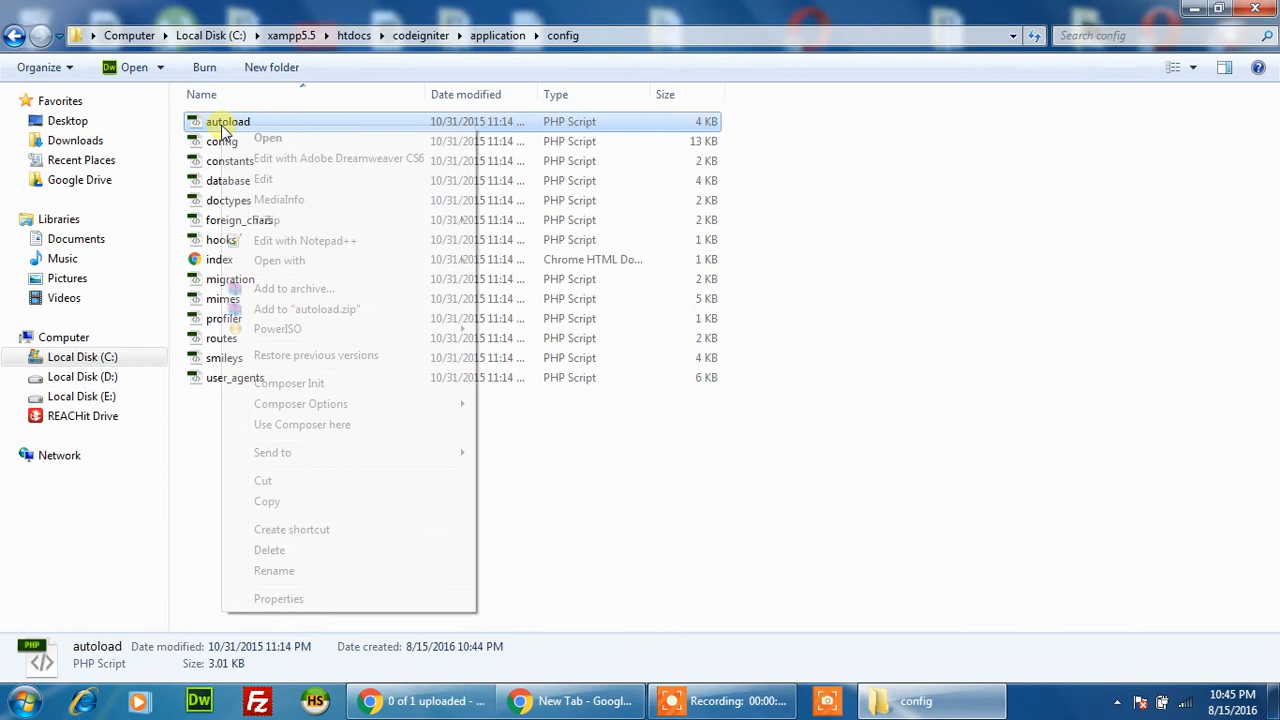 Computer Local Disk (C:) xampp5.5 htdocs codeigniter application config
Search config
Organize Open Burn New folder
Name Date modified Type Size
Favorites
Desktop
Downloads
Recent Places
Google Drive
Libraries
Documents
Music
Pictures
Videos
Computer
Local Disk (C:)
Local Disk (D:)
Local Disk (E:)
REACHit Drive
Network
autoload 10/31/2015 11:14 ... PHP Script 4 KB
config 10/31/2015 11:14 ... PHP Script 13 KB
constants 10/31/2015 11:14 ... PHP Script 2 KB
database 10/31/2015 11:14 ... PHP Script 4 KB
doctypes 10/31/2015 11:14 ... PHP Script 2 KB
foreign_chars 10/31/2015 11:14 ... PHP Script 2 KB
hooks 10/31/2015 11:14 ... PHP Script 1 KB
index 10/31/2015 11:14 ... Chrome HTML Do... 1 KB
migration 10/31/2015 11:14 ... PHP Script 2 KB
mimes 10/31/2015 11:14 ... PHP Script 5 KB
profiler 10/31/2015 11:14 ... PHP Script 1 KB
routes 10/31/2015 11:14 ... PHP Script 2 KB
smileys 10/31/2015 11:14 ... PHP Script 4 KB
user_agents 10/31/2015 11:14 ... PHP Script 6 KB
Open
Edit with Adobe Dreamweaver CS6
Edit
MediaInfo
Edit with Notepad++
Open with
Add to archive...
Add to "autoload.zip"
PowerISO
Restore previous versions
Composer Init
Composer Options
Use Composer here
Send to
Cut
Copy
Create shortcut
Delete
Rename
Properties
PHP
autoload Date modified: 10/31/2015 11:14 PM Date created: 8/15/2016 10:44 PM
PHP Script Size: 3.01 KB
Dw
HS
0 of 1 uploaded - ...
New Tab - Googl...
Recording: 00:00:...
config
10:45 PM
8/15/2016